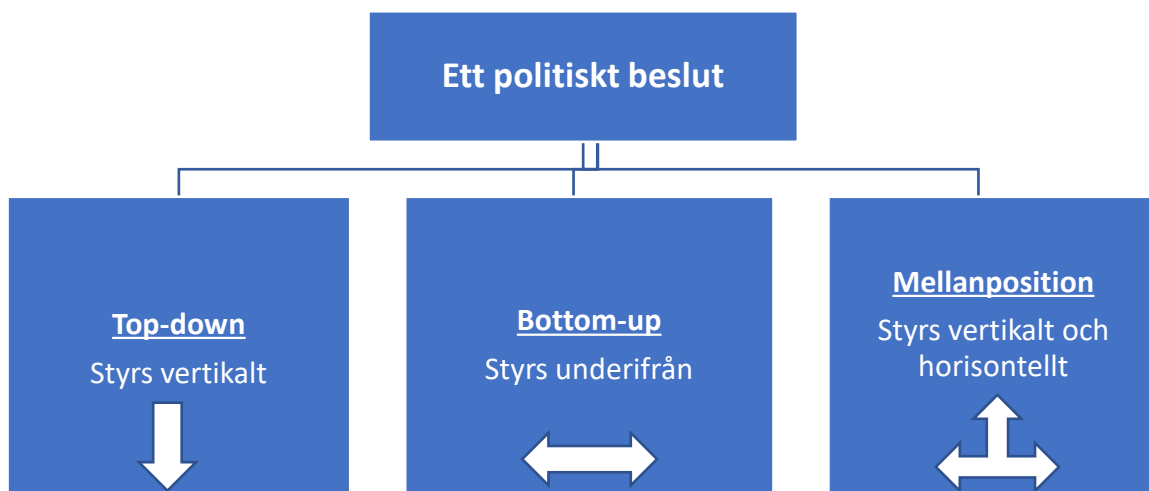 Ett politiskt beslut
Top-down
Styrs vertikalt
Bottom-up
Styrs underifrån
Mellanposition
Styrs vertikalt och
horisontellt